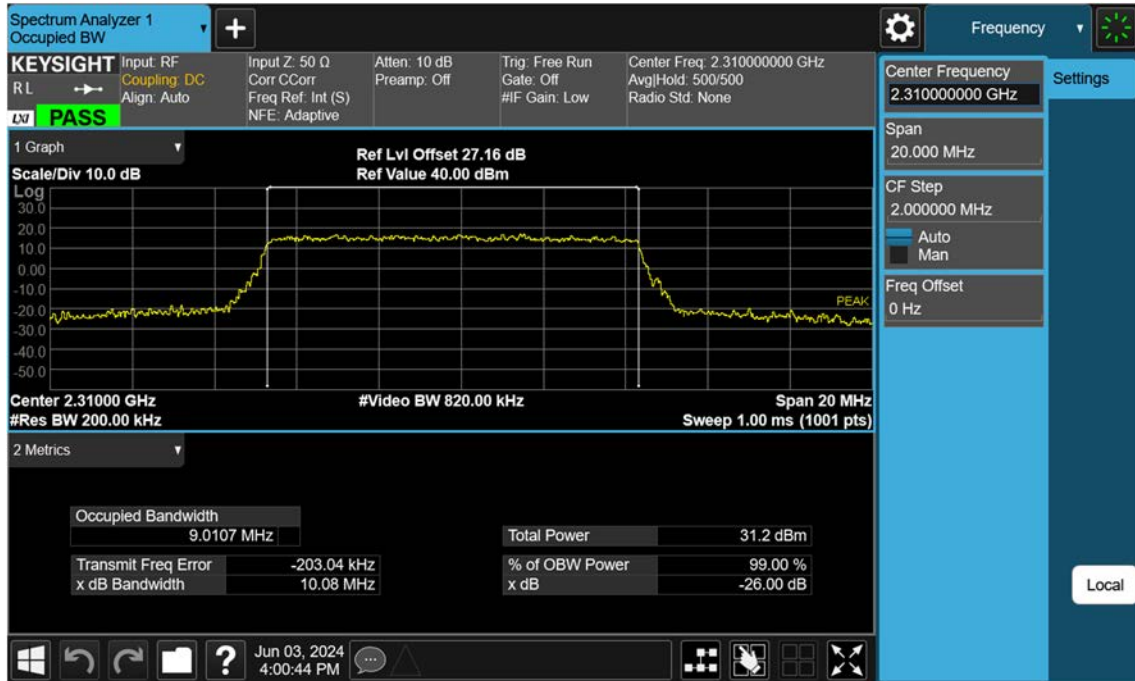 Spectrum Analyzer 1
Occupied BW
Frequency
KEYSIGHT
RL
LXI
PASS
Input: RF
Coupling: DC
Align: Auto
Input Z: 50 Ω
Corr CCorr
Freq Ref: Int (S)
NFE: Adaptive
Atten: 10 dB
Preamp: Off
Trig: Free Run
Gate: Off
#IF Gain: Low
Center Freq: 2.310000000 GHz
Avg|Hold: 500/500
Radio Std: None
Center Frequency
2.310000000 GHz
Settings
Span
20.000 MHz
CF Step
2.000000 MHz
Auto
Man
Freq Offset
0 Hz
Local
1 Graph
Scale/Div 10.0 dB
Ref Lvl Offset 27.16 dB
Ref Value 40.00 dBm
Log
30.0
20.0
10.0
0.00
-10.0
-20.0
-30.0
-40.0
-50.0
PEAK
Center 2.31000 GHz
#Video BW 820.00 kHz
Span 20 MHz
#Res BW 200.00 kHz
Sweep 1.00 ms (1001 pts)
2 Metrics
Occupied Bandwidth
9.0107 MHz
Total Power 31.2 dBm
Transmit Freq Error -203.04 kHz
% of OBW Power 99.00 %
x dB Bandwidth 10.08 MHz
x dB -26.00 dB
?
Jun 03, 2024
4:00:44 PM